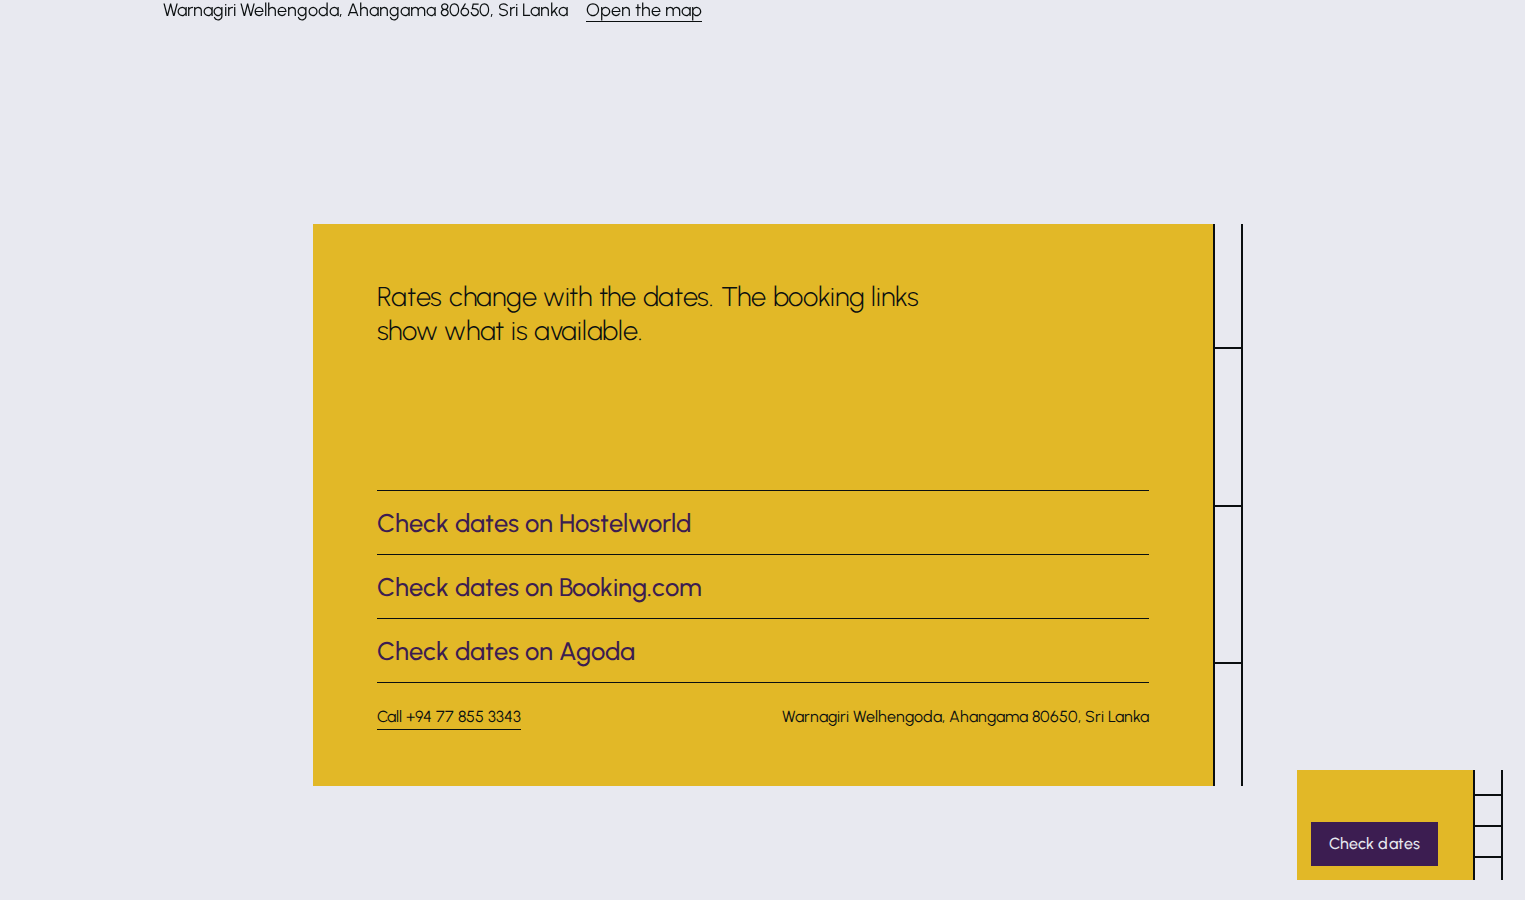 Warnagiri Welhengoda, Ahangama 80650, Sri Lanka Open the map
Rates change with the dates. The booking links
show what is available.
Check dates on Hostelworld
Check dates on Booking.com
Check dates on Agoda
Call +94 77 855 3343 Warnagiri Welhengoda, Ahangama 80650, Sri Lanka
Check dates